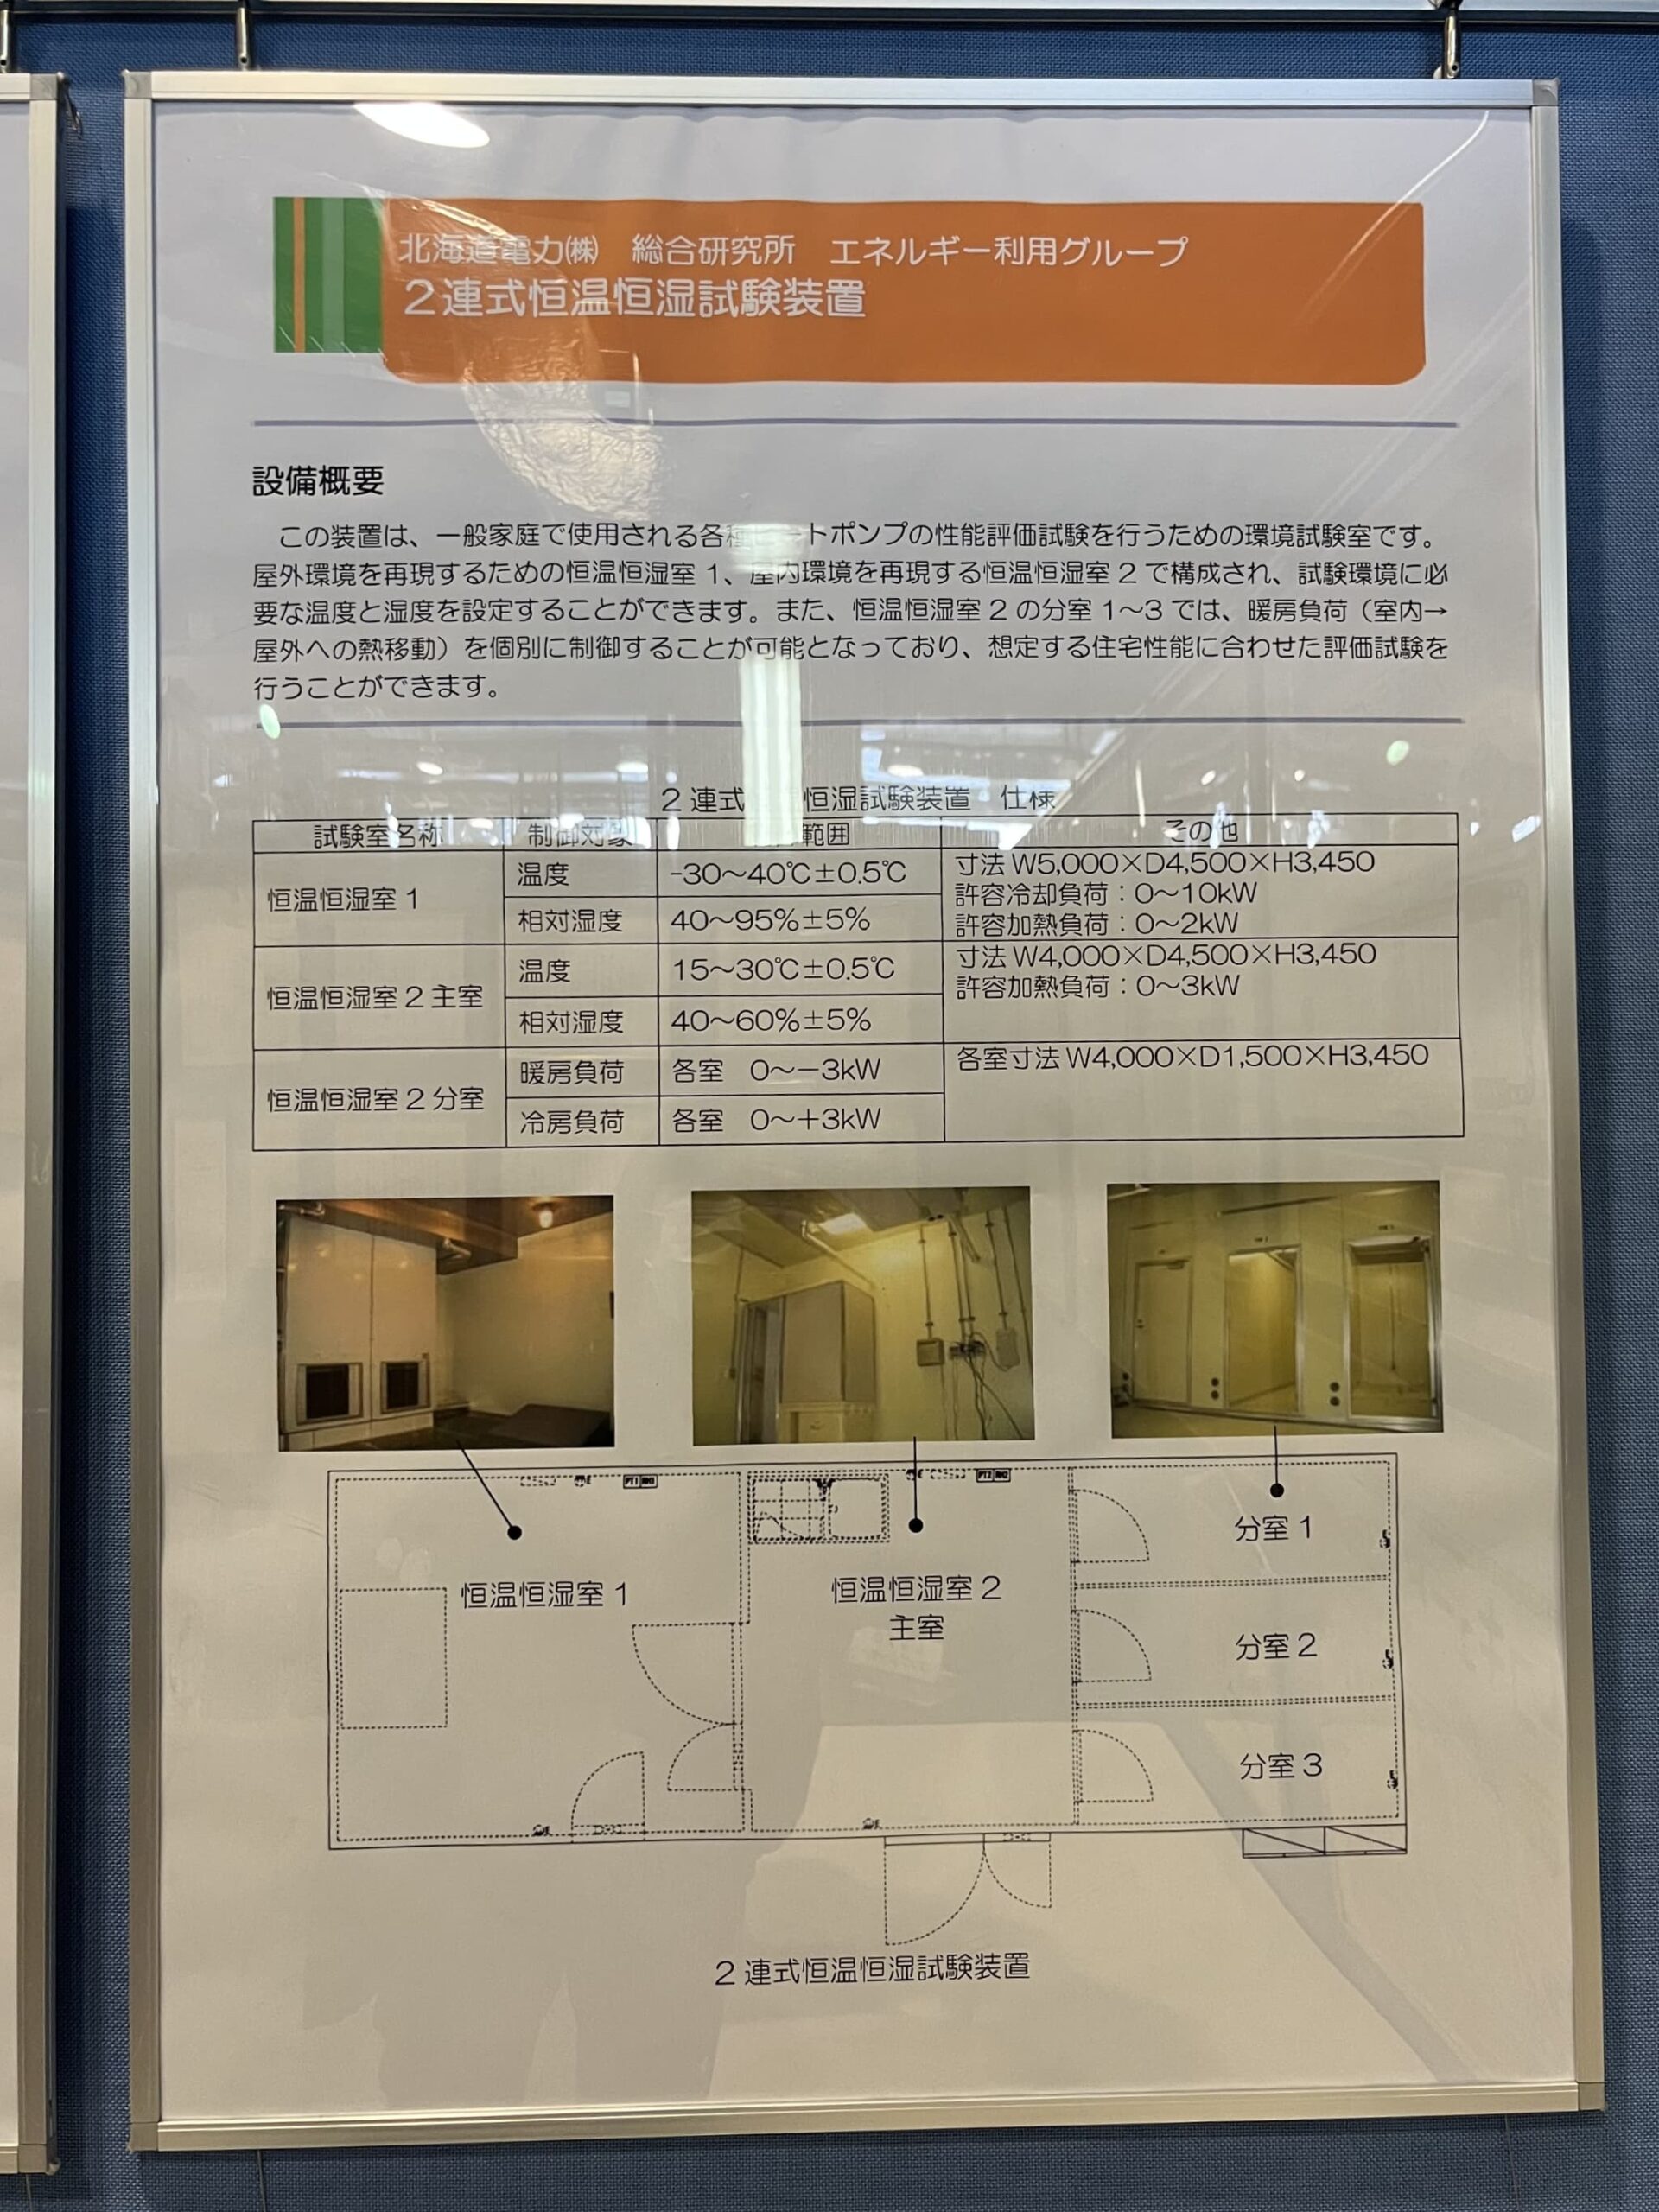 北海道電力㈱　総合研究所　エネルギー利用グループ
２連式恒温恒湿試験装置
設備概要
この装置は、一般家庭で使用される各種ヒートポンプの性能評価試験を行うための環境試験室です。
屋外環境を再現するための恒温恒湿室１、屋内環境を再現する恒温恒湿室２で構成され、試験環境に必
要な温度と湿度を設定することができます。また、恒温恒湿室２の分室１～３では、暖房負荷（室内→
屋外への熱移動）を個別に制御することが可能となっており、想定する住宅性能に合わせた評価試験を
行うことができます。
２連式恒湿試験装置　仕様
試験室名称　制御対象　範囲　その他
恒温恒湿室１
温度　-30～40℃±0.5℃
相対湿度　40～95%±5%
寸法 W5,000×D4,500×H3,450
許容冷却負荷：0～10kW
許容加熱負荷：0～2kW
恒温恒湿室２主室
温度　15～30℃±0.5℃
相対湿度　40～60%±5%
寸法 W4,000×D4,500×H3,450
許容加熱負荷：0～3kW
恒温恒湿室２分室
暖房負荷　各室　0～－3kW
冷房負荷　各室　0～＋3kW
各室寸法 W4,000×D1,500×H3,450
PT1 RH1
PT2 RH2
恒温恒湿室１
恒温恒湿室２
主室
分室１
分室２
分室３
２連式恒温恒湿試験装置